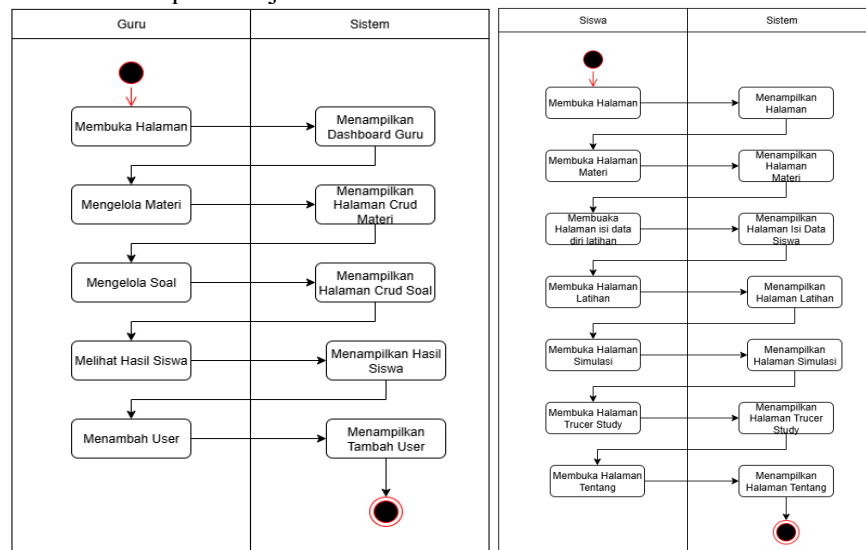 Guru
Sistem
Membuka Halaman
Menampilkan
Dashboard Guru
Mengelola Materi
Menampilkan
Halaman Crud
Materi
Mengelola Soal
Menampilkan
Halaman Crud Soal
Melihat Hasil Siswa
Menampilkan Hasil
Siswa
Menambah User
Menampilkan
Tambah User
Siswa
Sistem
Membuka Halaman
Menampilkan
Halaman
Membuka Halaman
Materi
Menampilkan
Halaman
Materi
Membuaka
Halaman isi data
diri latihan
Menampilkan
Halaman Isi Data
Siswa
Membuka Halaman
Latihan
Menampilkan
Halaman Latihan
Membuka Halaman
Simulasi
Menampilkan
Halaman Simulasi
Membuka Halaman
Trucer Study
Menampilkan
Halaman Trucer
Study
Membuka Halaman
Tentang
Menampilkan
Halaman Tentang